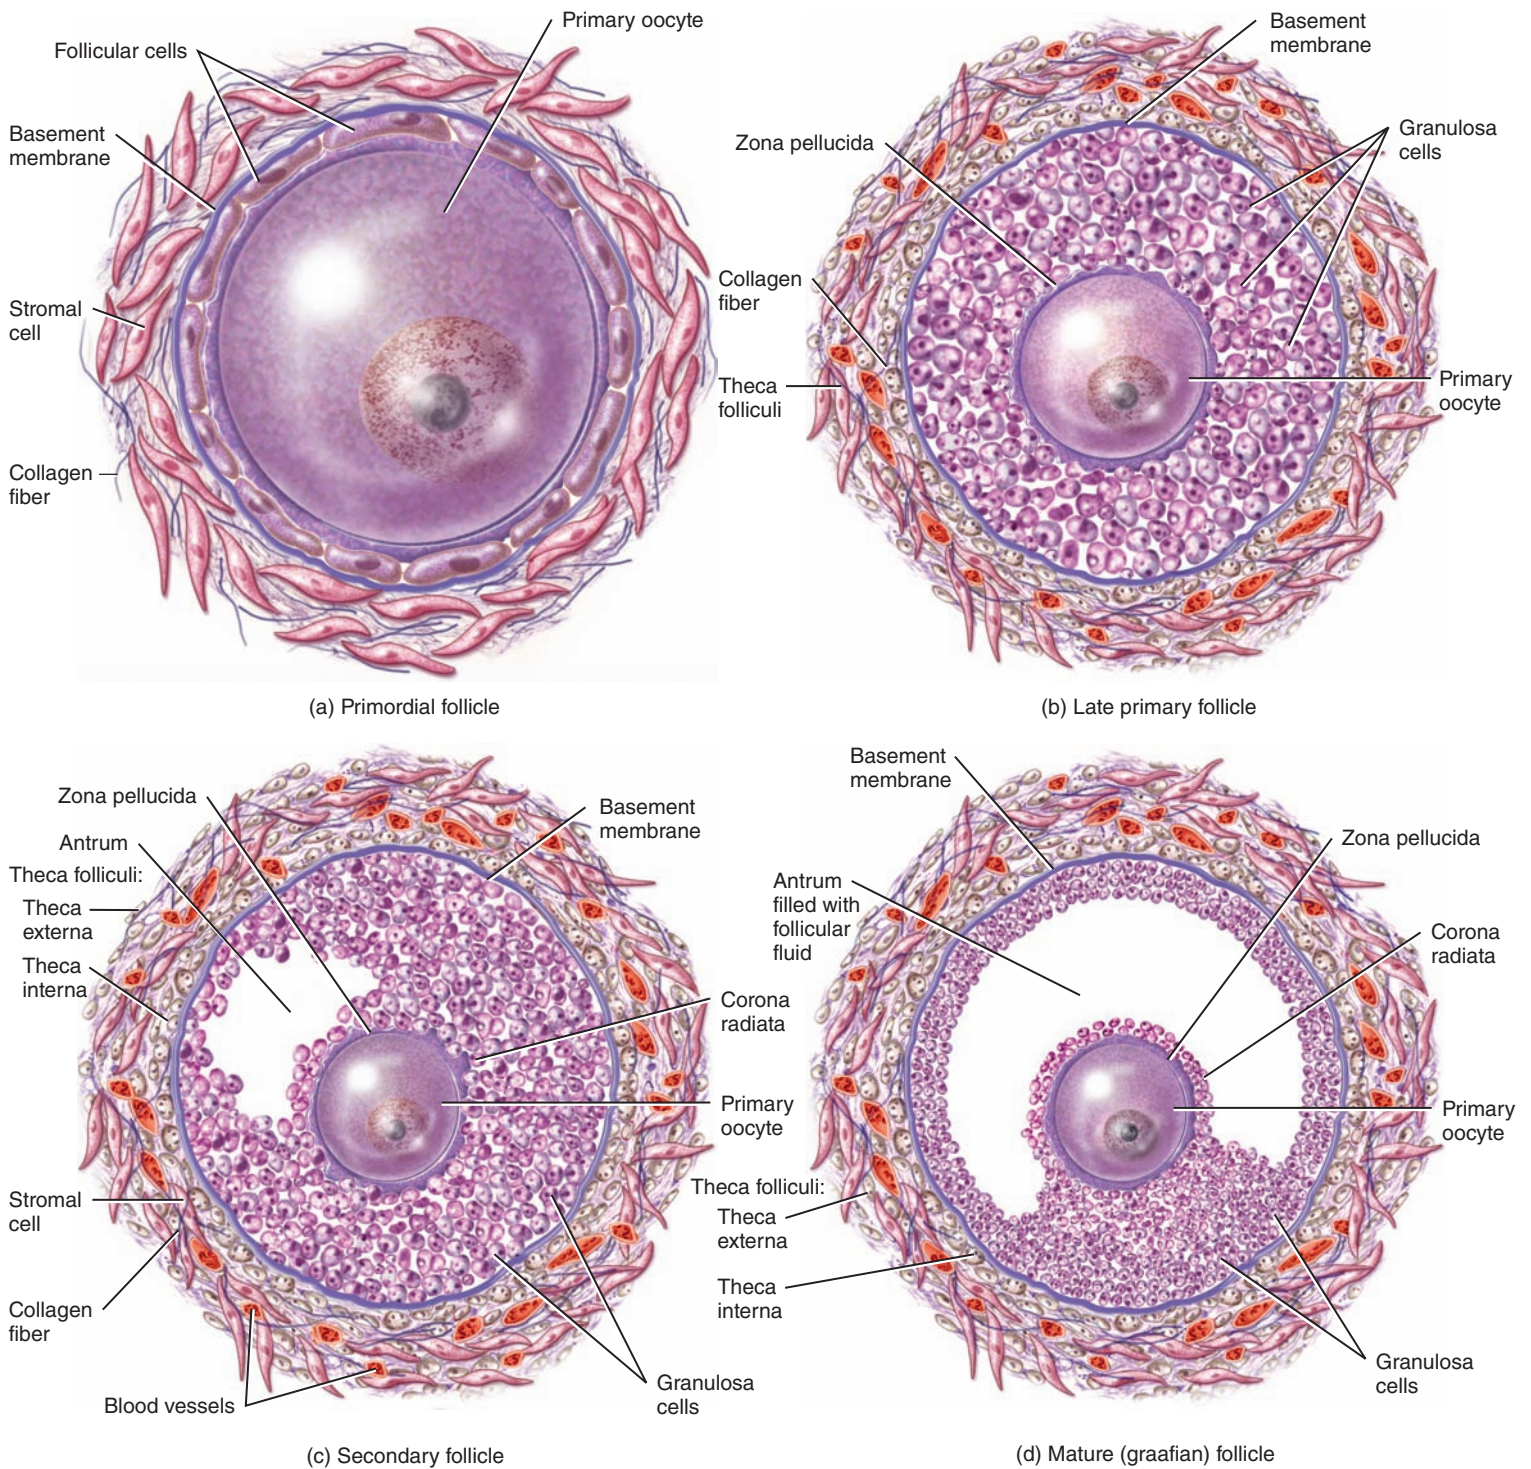 Primary oocyte
Follicular cells
Basement
membrane
Stromal
cell
Collagen
fiber
(a) Primordial follicle
Basement
membrane
Zona pellucida
Granulosa
cells
Collagen
fiber
Theca
folliculi
Primary
oocyte
(b) Late primary follicle
Zona pellucida
Antrum
Theca folliculi:
Theca
externa
Theca
interna
Basement
membrane
Corona
radiata
Primary
oocyte
Stromal
cell
Collagen
fiber
Blood vessels
Granulosa
cells
(c) Secondary follicle
Basement
membrane
Zona pellucida
Antrum
filled with
follicular
fluid
Corona
radiata
Primary
oocyte
Theca folliculi:
Theca
externa
Theca
interna
Granulosa
cells
(d) Mature (graafian) follicle